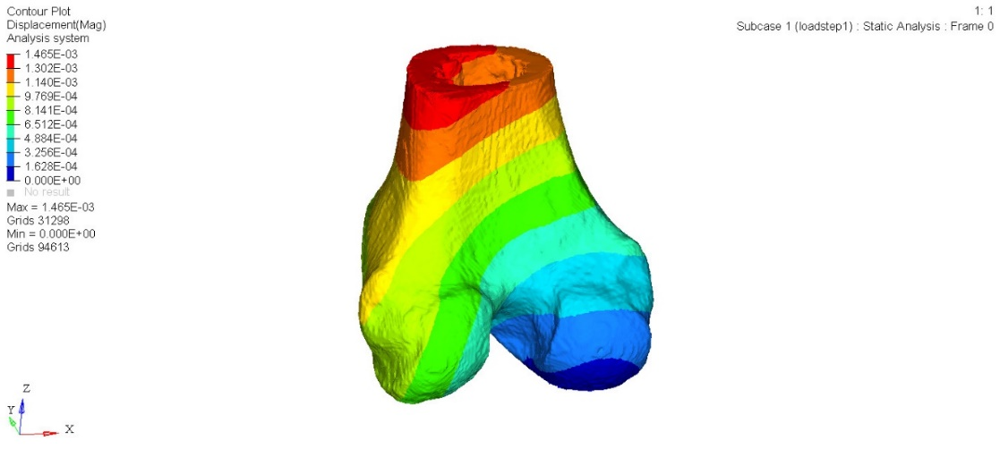 Contour Plot
Displacement(Mag)
Analysis system
1.465E-03
1.302E-03
1.140E-03
9.769E-04
8.141E-04
6.512E-04
4.884E-04
3.256E-04
1.628E-04
0.000E+00
No result
Max = 1.465E-03
Grids 31298
Min = 0.000E+00
Grids 94613
1: 1
Subcase 1 (loadstep1) : Static Analysis : Frame 0
Z
Y
X